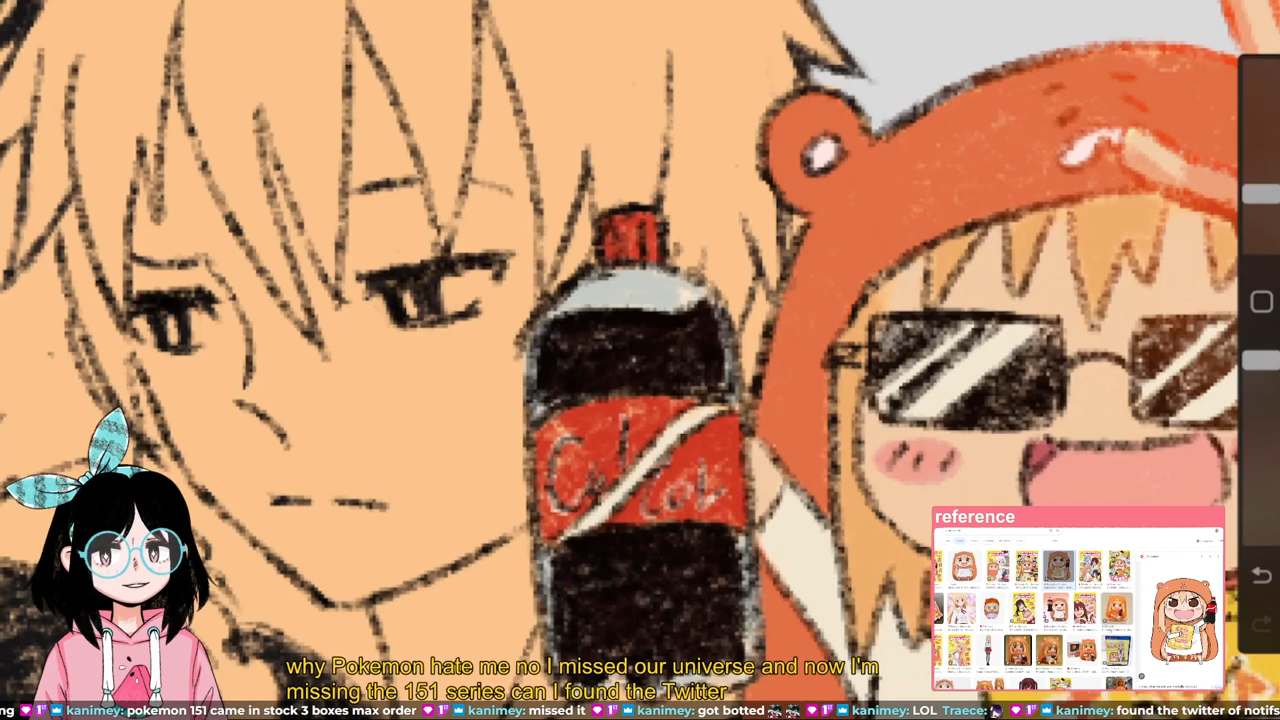 reference
why Pokemon hate me no I missed our universe and now I'm
missing the 151 series can I found the Twitter
ng kanimey: pokemon 151 came in stock 3 boxes max order kanimey: missed it kanimey: got botted kanimey: LOL Traece: kanimey: found the twitter of notifs